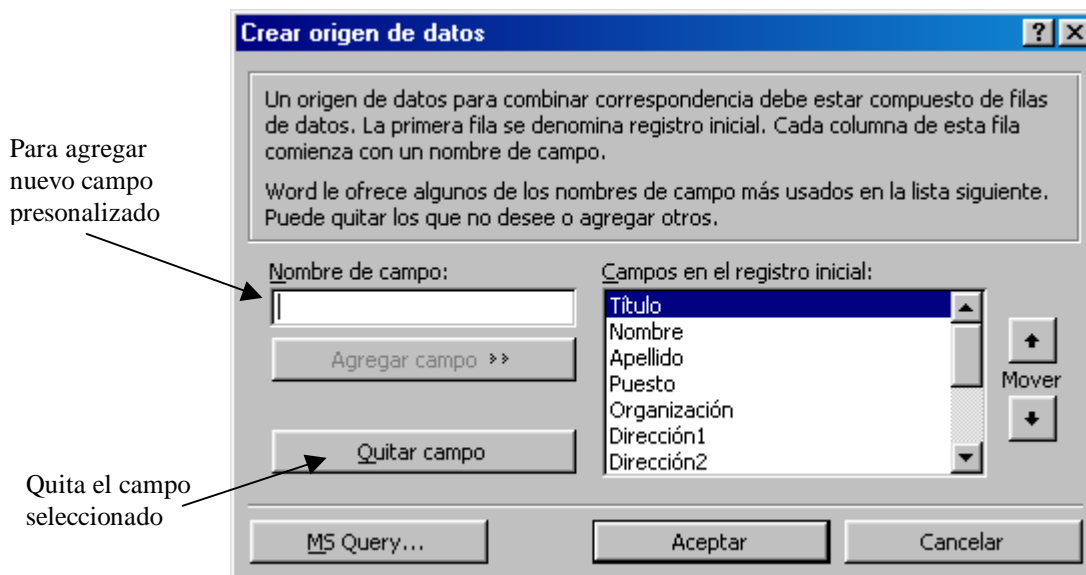 Crear origen de datos
Un origen de datos para combinar correspondencia debe estar compuesto de filas
de datos. La primera fila se denomina registro inicial. Cada columna de esta fila
comienza con un nombre de campo.
Word le ofrece algunos de los nombres de campo más usados en la lista siguiente.
Puede quitar los que no desee o agregar otros.
Para agregar
nuevo campo
presonalizado
Nombre de campo:
Agregar campo »
Quitar campo
Campos en el registro inicial:
Título
Nombre
Apellido
Puesto
Organización
Dirección1
Dirección2
Mover
Quita el campo
seleccionado
MS Query...
Aceptar
Cancelar